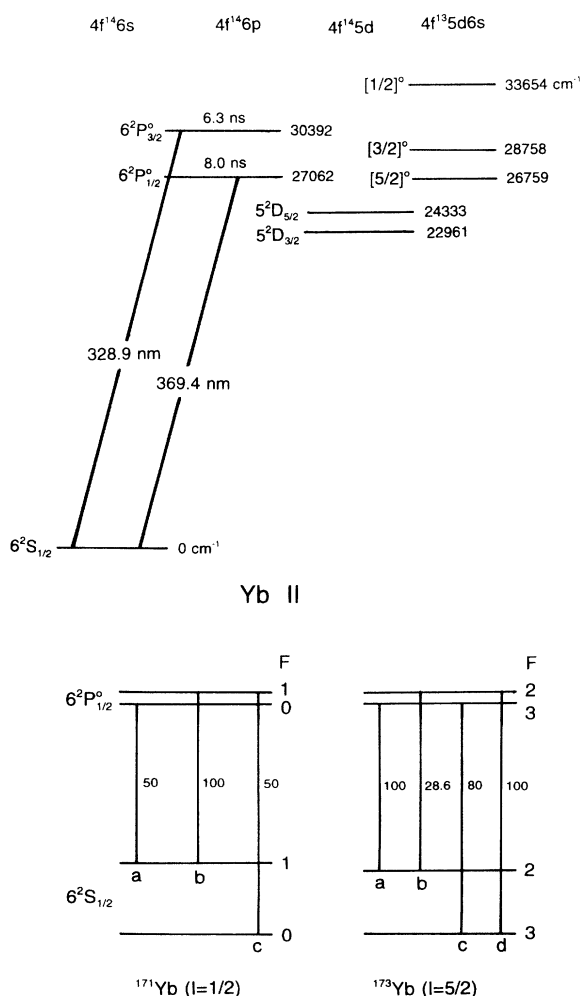 4f¹⁴6s 4f¹⁴6p 4f¹⁴5d 4f¹³5d6s
[1/2]° 33654 cm⁻¹
6.3 ns
6²P°₃/₂ 30392
[3/2]° 28758
8.0 ns
6²P°₁/₂ 27062
[5/2]° 26759
5²D₅/₂ 24333
5²D₃/₂ 22961
328.9 nm
369.4 nm
6²S₁/₂ 0 cm⁻¹
Yb II
F F
6²P°₁/₂ 1 2
0 3
50 100 50 100 28.6 80 100
1 2
a b a b
6²S₁/₂
0 3
c c d
¹⁷¹Yb (I=1/2) ¹⁷³Yb (I=5/2)